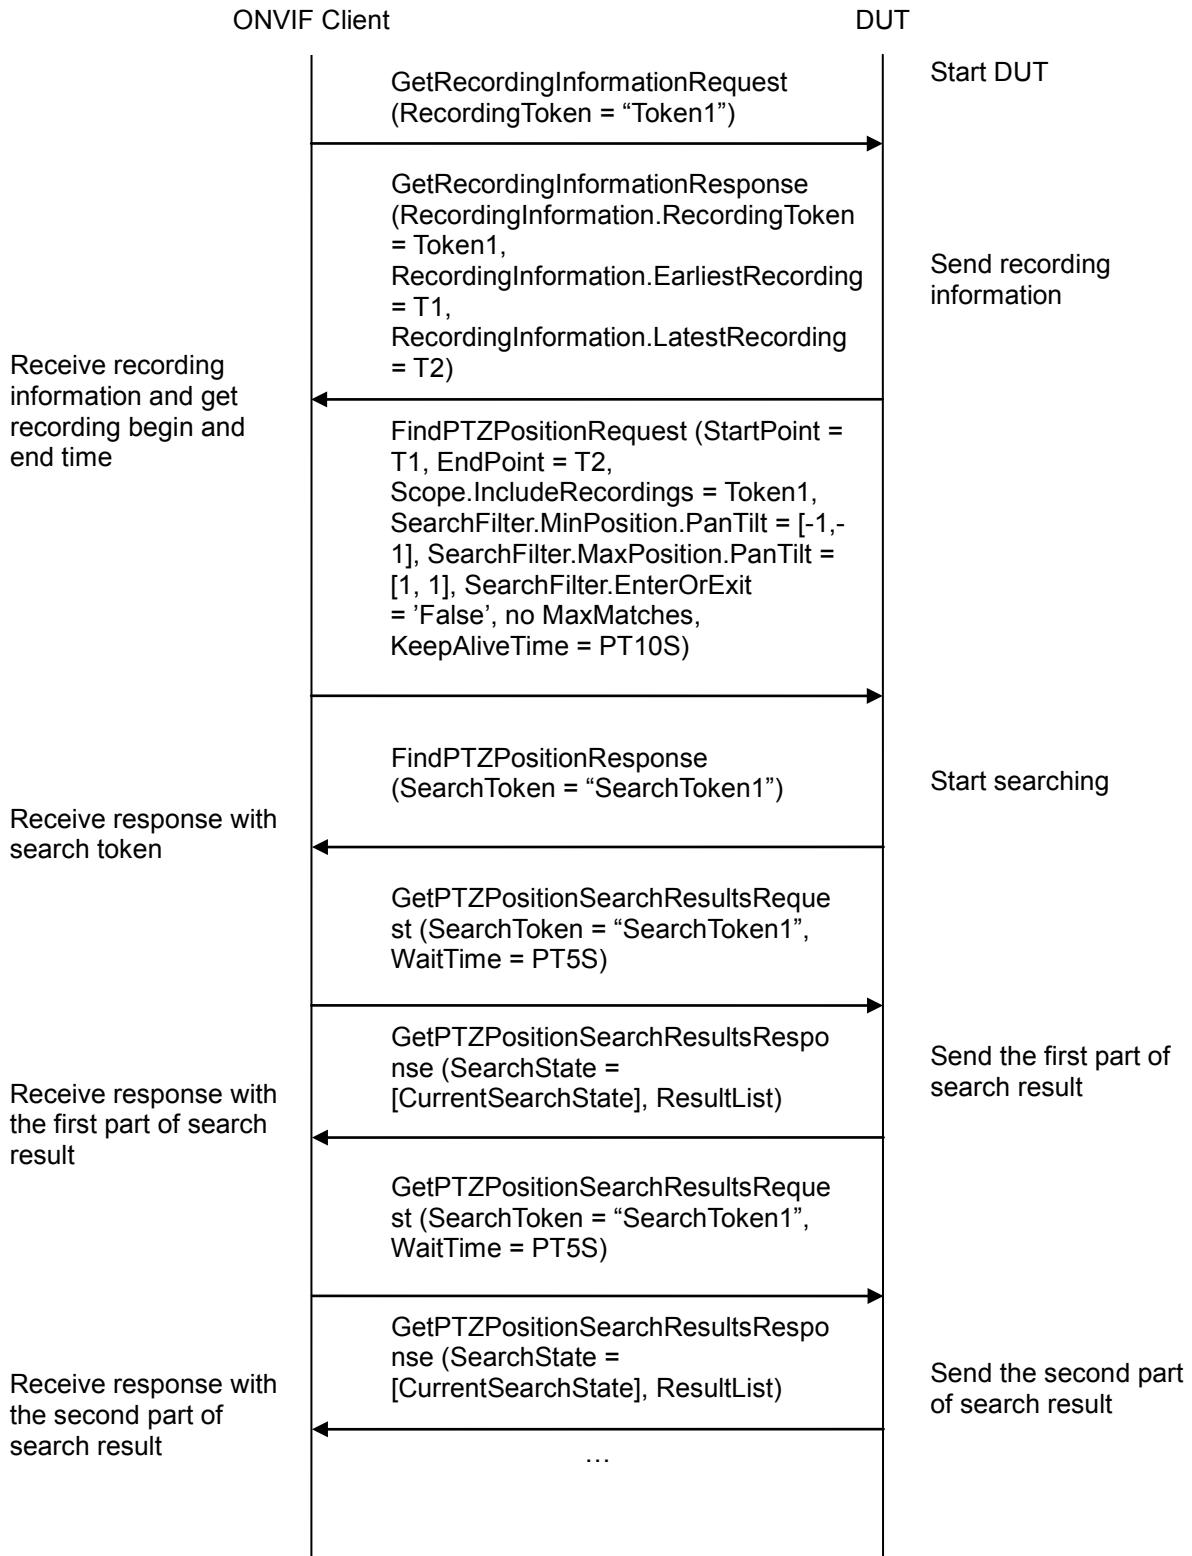 ONVIF Client
DUT
Start DUT
GetRecordingInformationRequest
(RecordingToken = “Token1”)
GetRecordingInformationResponse
(RecordingInformation.RecordingToken
= Token1,
RecordingInformation.EarliestRecording
= T1,
RecordingInformation.LatestRecording
= T2)
Send recording
information
Receive recording
information and get
recording begin and
end time
FindPTZPositionRequest (StartPoint =
T1, EndPoint = T2,
Scope.IncludeRecordings = Token1,
SearchFilter.MinPosition.PanTilt = [-1,-
1], SearchFilter.MaxPosition.PanTilt =
[1, 1], SearchFilter.EnterOrExit
= ’False’, no MaxMatches,
KeepAliveTime = PT10S)
FindPTZPositionResponse
(SearchToken = “SearchToken1”)
Start searching
Receive response with
search token
GetPTZPositionSearchResultsReque
st (SearchToken = “SearchToken1”,
WaitTime = PT5S)
GetPTZPositionSearchResultsRespo
nse (SearchState =
[CurrentSearchState], ResultList)
Send the first part of
search result
Receive response with
the first part of search
result
GetPTZPositionSearchResultsReque
st (SearchToken = “SearchToken1”,
WaitTime = PT5S)
GetPTZPositionSearchResultsRespo
nse (SearchState =
[CurrentSearchState], ResultList)
Send the second part
of search result
Receive response with
the second part of
search result
…